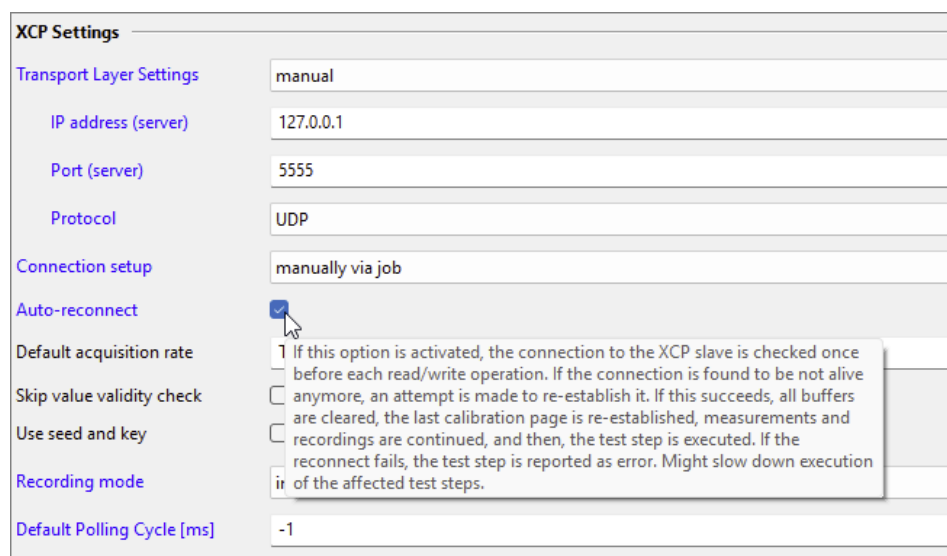 XCP Settings
Transport Layer Settings
manual
IP address (server)
127.0.0.1
Port (server)
5555
Protocol
UDP
Connection setup
manually via job
Auto-reconnect
Default acquisition rate
If this option is activated, the connection to the XCP slave is checked once
before each read/write operation. If the connection is found to be not alive
anymore, an attempt is made to re-establish it. If this succeeds, all buffers
are cleared, the last calibration page is re-established, measurements and
recordings are continued, and then, the test step is executed. If the
reconnect fails, the test step is reported as error. Might slow down execution
of the affected test steps.
Skip value validity check
Use seed and key
Recording mode
Default Polling Cycle [ms]
-1